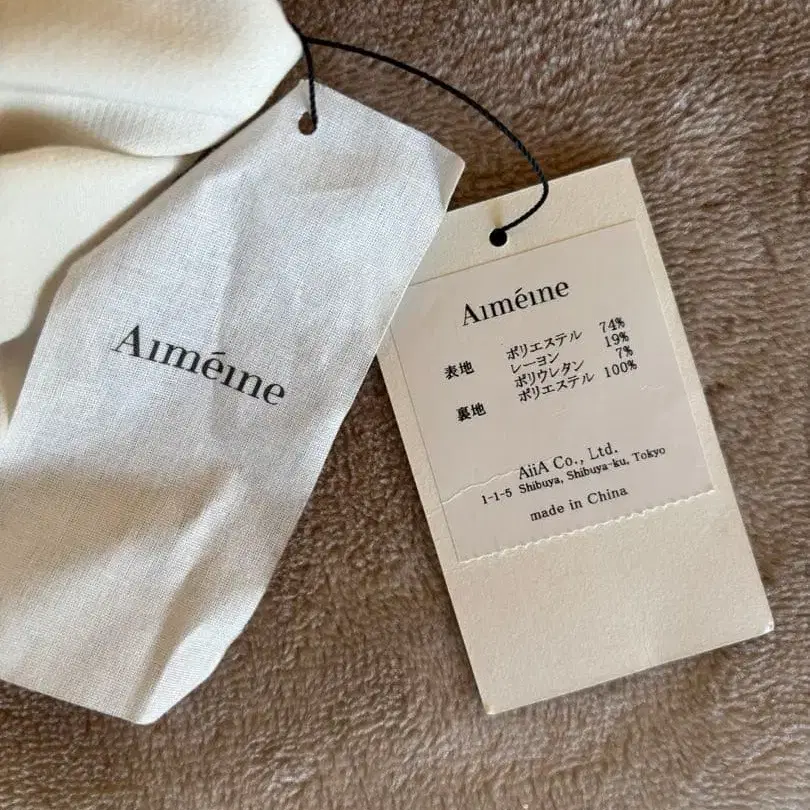 Aıméıne
Aıméıne
表地 ポリエステル 74%
レーヨン 19%
ポリウレタン 7%
裏地 ポリエステル 100%
AiiA Co., Ltd.
1-1-5 Shibuya, Shibuya-ku, Tokyo
made in China